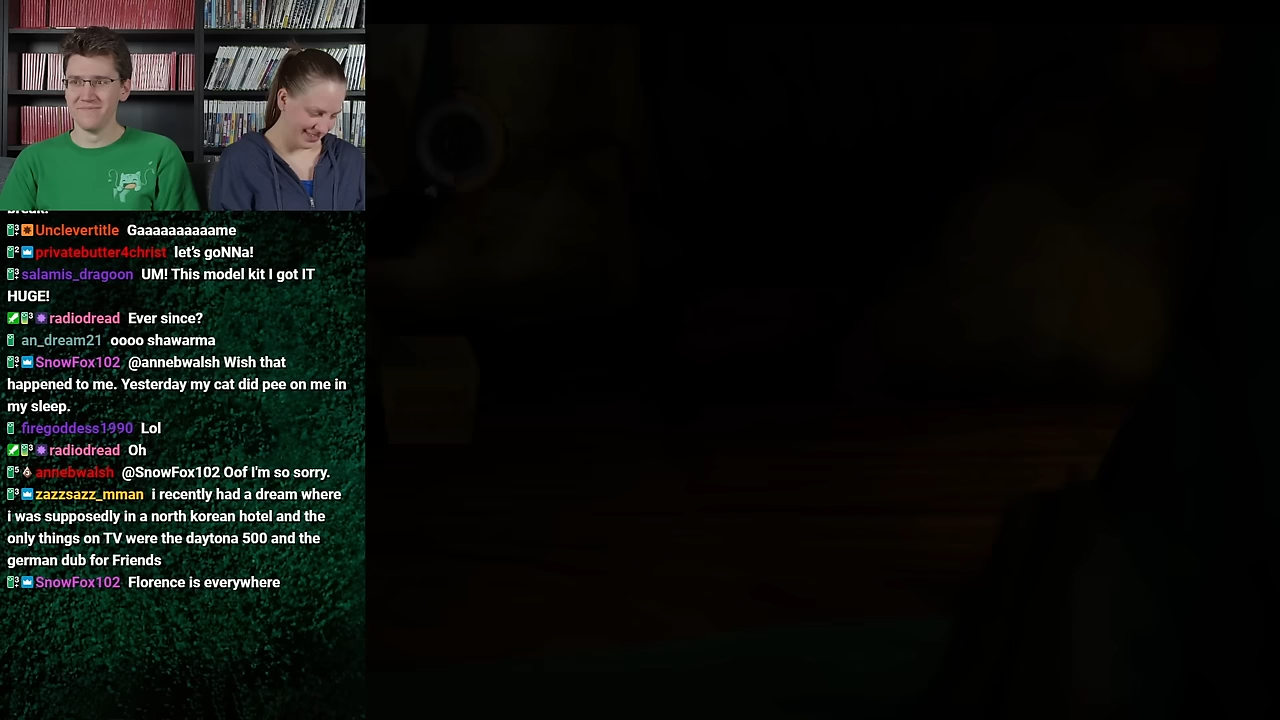 break!
Unclevertitle Gaaaaaaaaaame
privatebutter4christ let's goNNa!
salamis_dragoon UM! This model kit I got IT
HUGE!
radiodread Ever since?
an_dream21 oooo shawarma
SnowFox102 @annebwalsh Wish that
happened to me. Yesterday my cat did pee on me in
my sleep.
firegoddess1990 Lol
radiodread Oh
annebwalsh @SnowFox102 Oof I'm so sorry.
zazzsazz_mman i recently had a dream where
i was supposedly in a north korean hotel and the
only things on TV were the daytona 500 and the
german dub for Friends
SnowFox102 Florence is everywhere